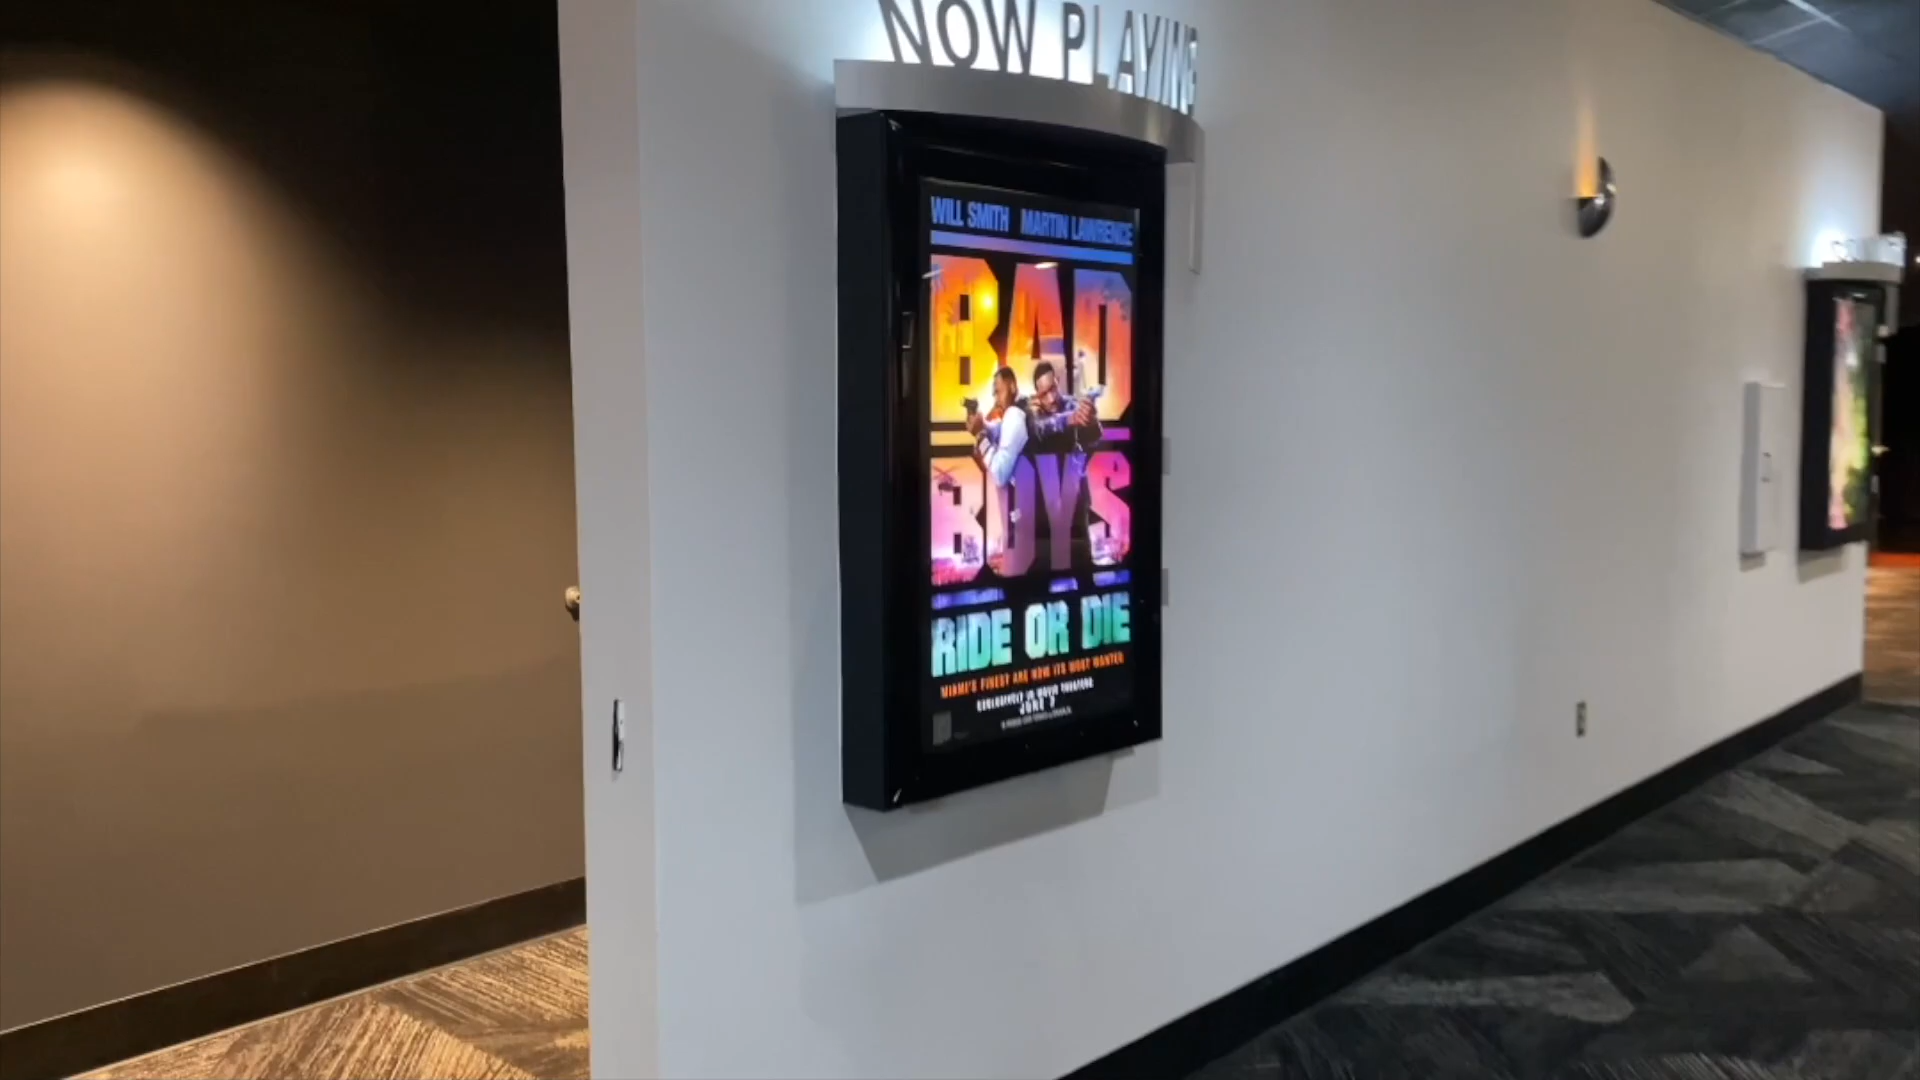 NOW PLAYING
WILL SMITH MARTIN LAWRENCE
BAD
BOYS
RIDE OR DIE
MIAMI'S FINEST ARE NOW ITS MOST WANTED
EXCLUSIVELY IN MOVIE THEATERS
JUNE 7